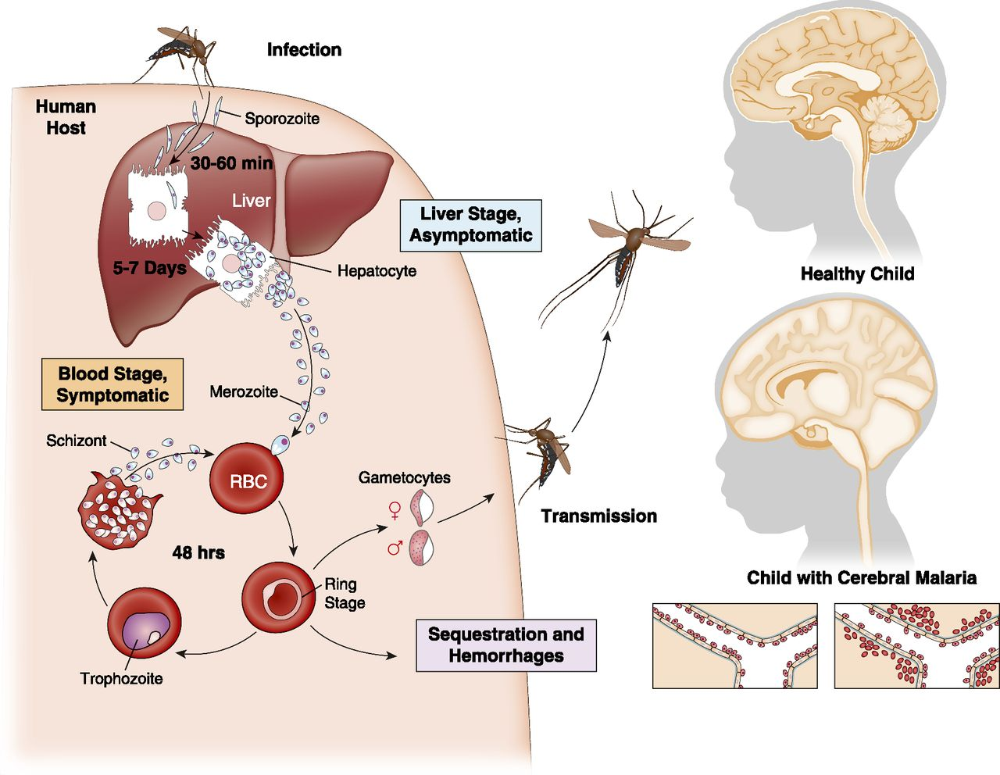 Infection
Human
Host
Sporozoite
30-60 min
Liver
Liver Stage,
Asymptomatic
5-7 Days
Hepatocyte
Blood Stage,
Symptomatic
Merozoite
Schizont
RBC
Gametocytes
♀
♂
Transmission
48 hrs
Ring
Stage
Sequestration and
Hemorrhages
Trophozoite
Healthy Child
Child with Cerebral Malaria